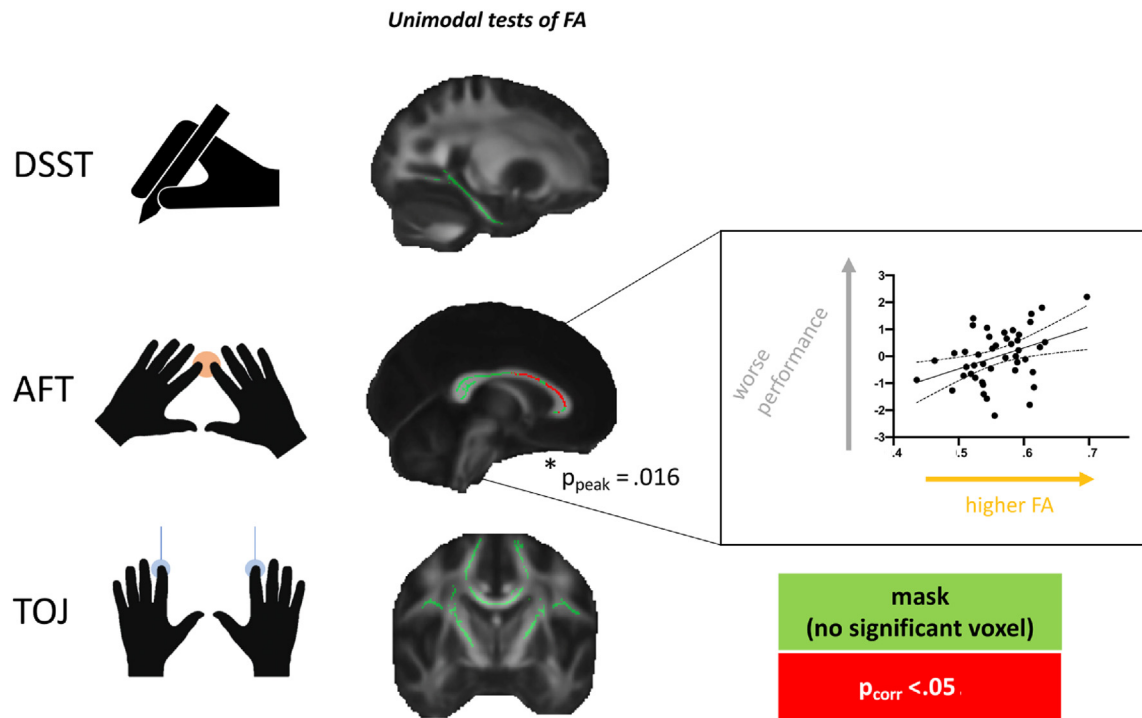 Unimodal tests of FA
DSST
AFT
* p_peak = .016
TOJ
worse
performance
3
2
1
0
-1
-2
-3
.4
.5
.6
.7
higher FA
mask
(no significant voxel)
p_corr <.05